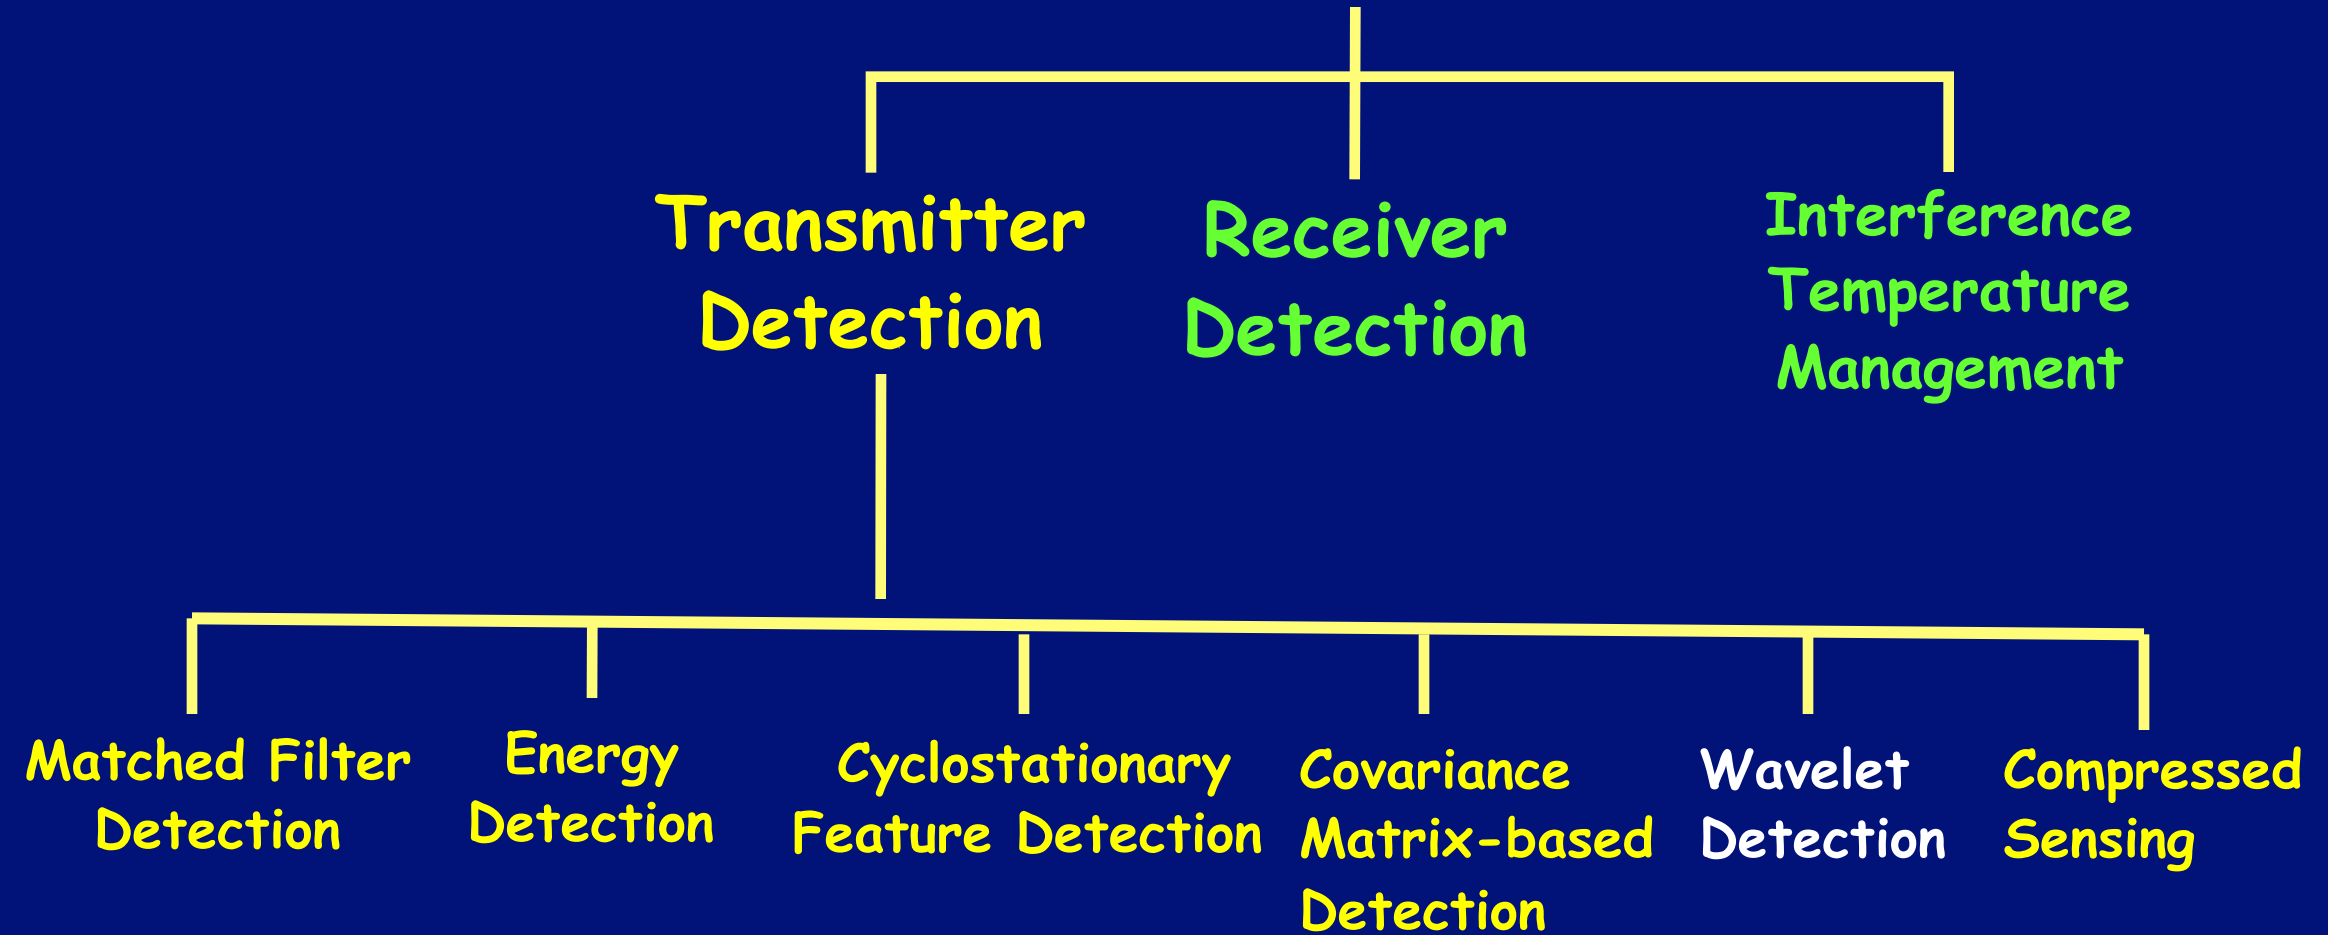 Transmitter
Detection
Receiver
Detection
Interference
Temperature
Management
Matched Filter
Detection
Energy
Detection
Cyclostationary
Feature Detection
Covariance
Matrix-based
Detection
Wavelet
Detection
Compressed
Sensing